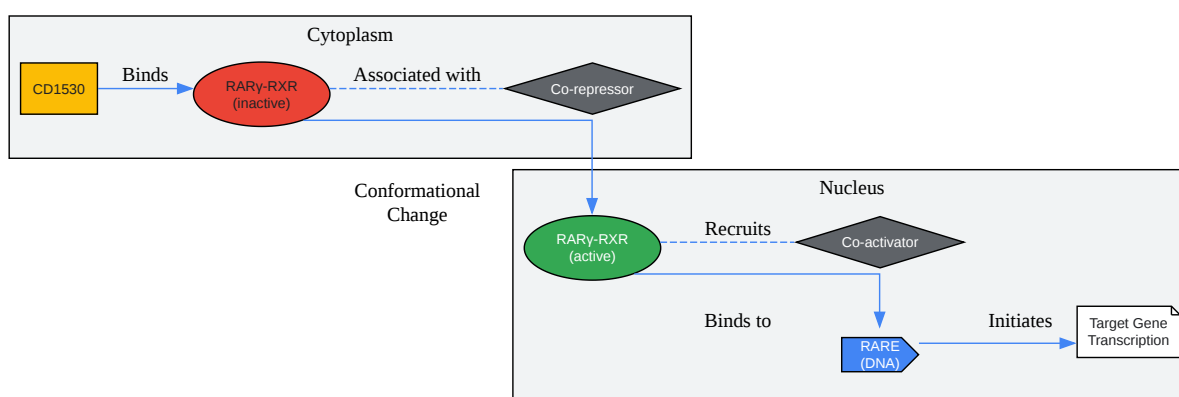 Cytoplasm
CD1530
Binds
RARγ-RXR
(inactive)
Associated with
Co-repressor
Conformational
Change
Nucleus
RARγ-RXR
(active)
Recruits
Co-activator
Binds to
RARE
(DNA)
Initiates
Target Gene
Transcription